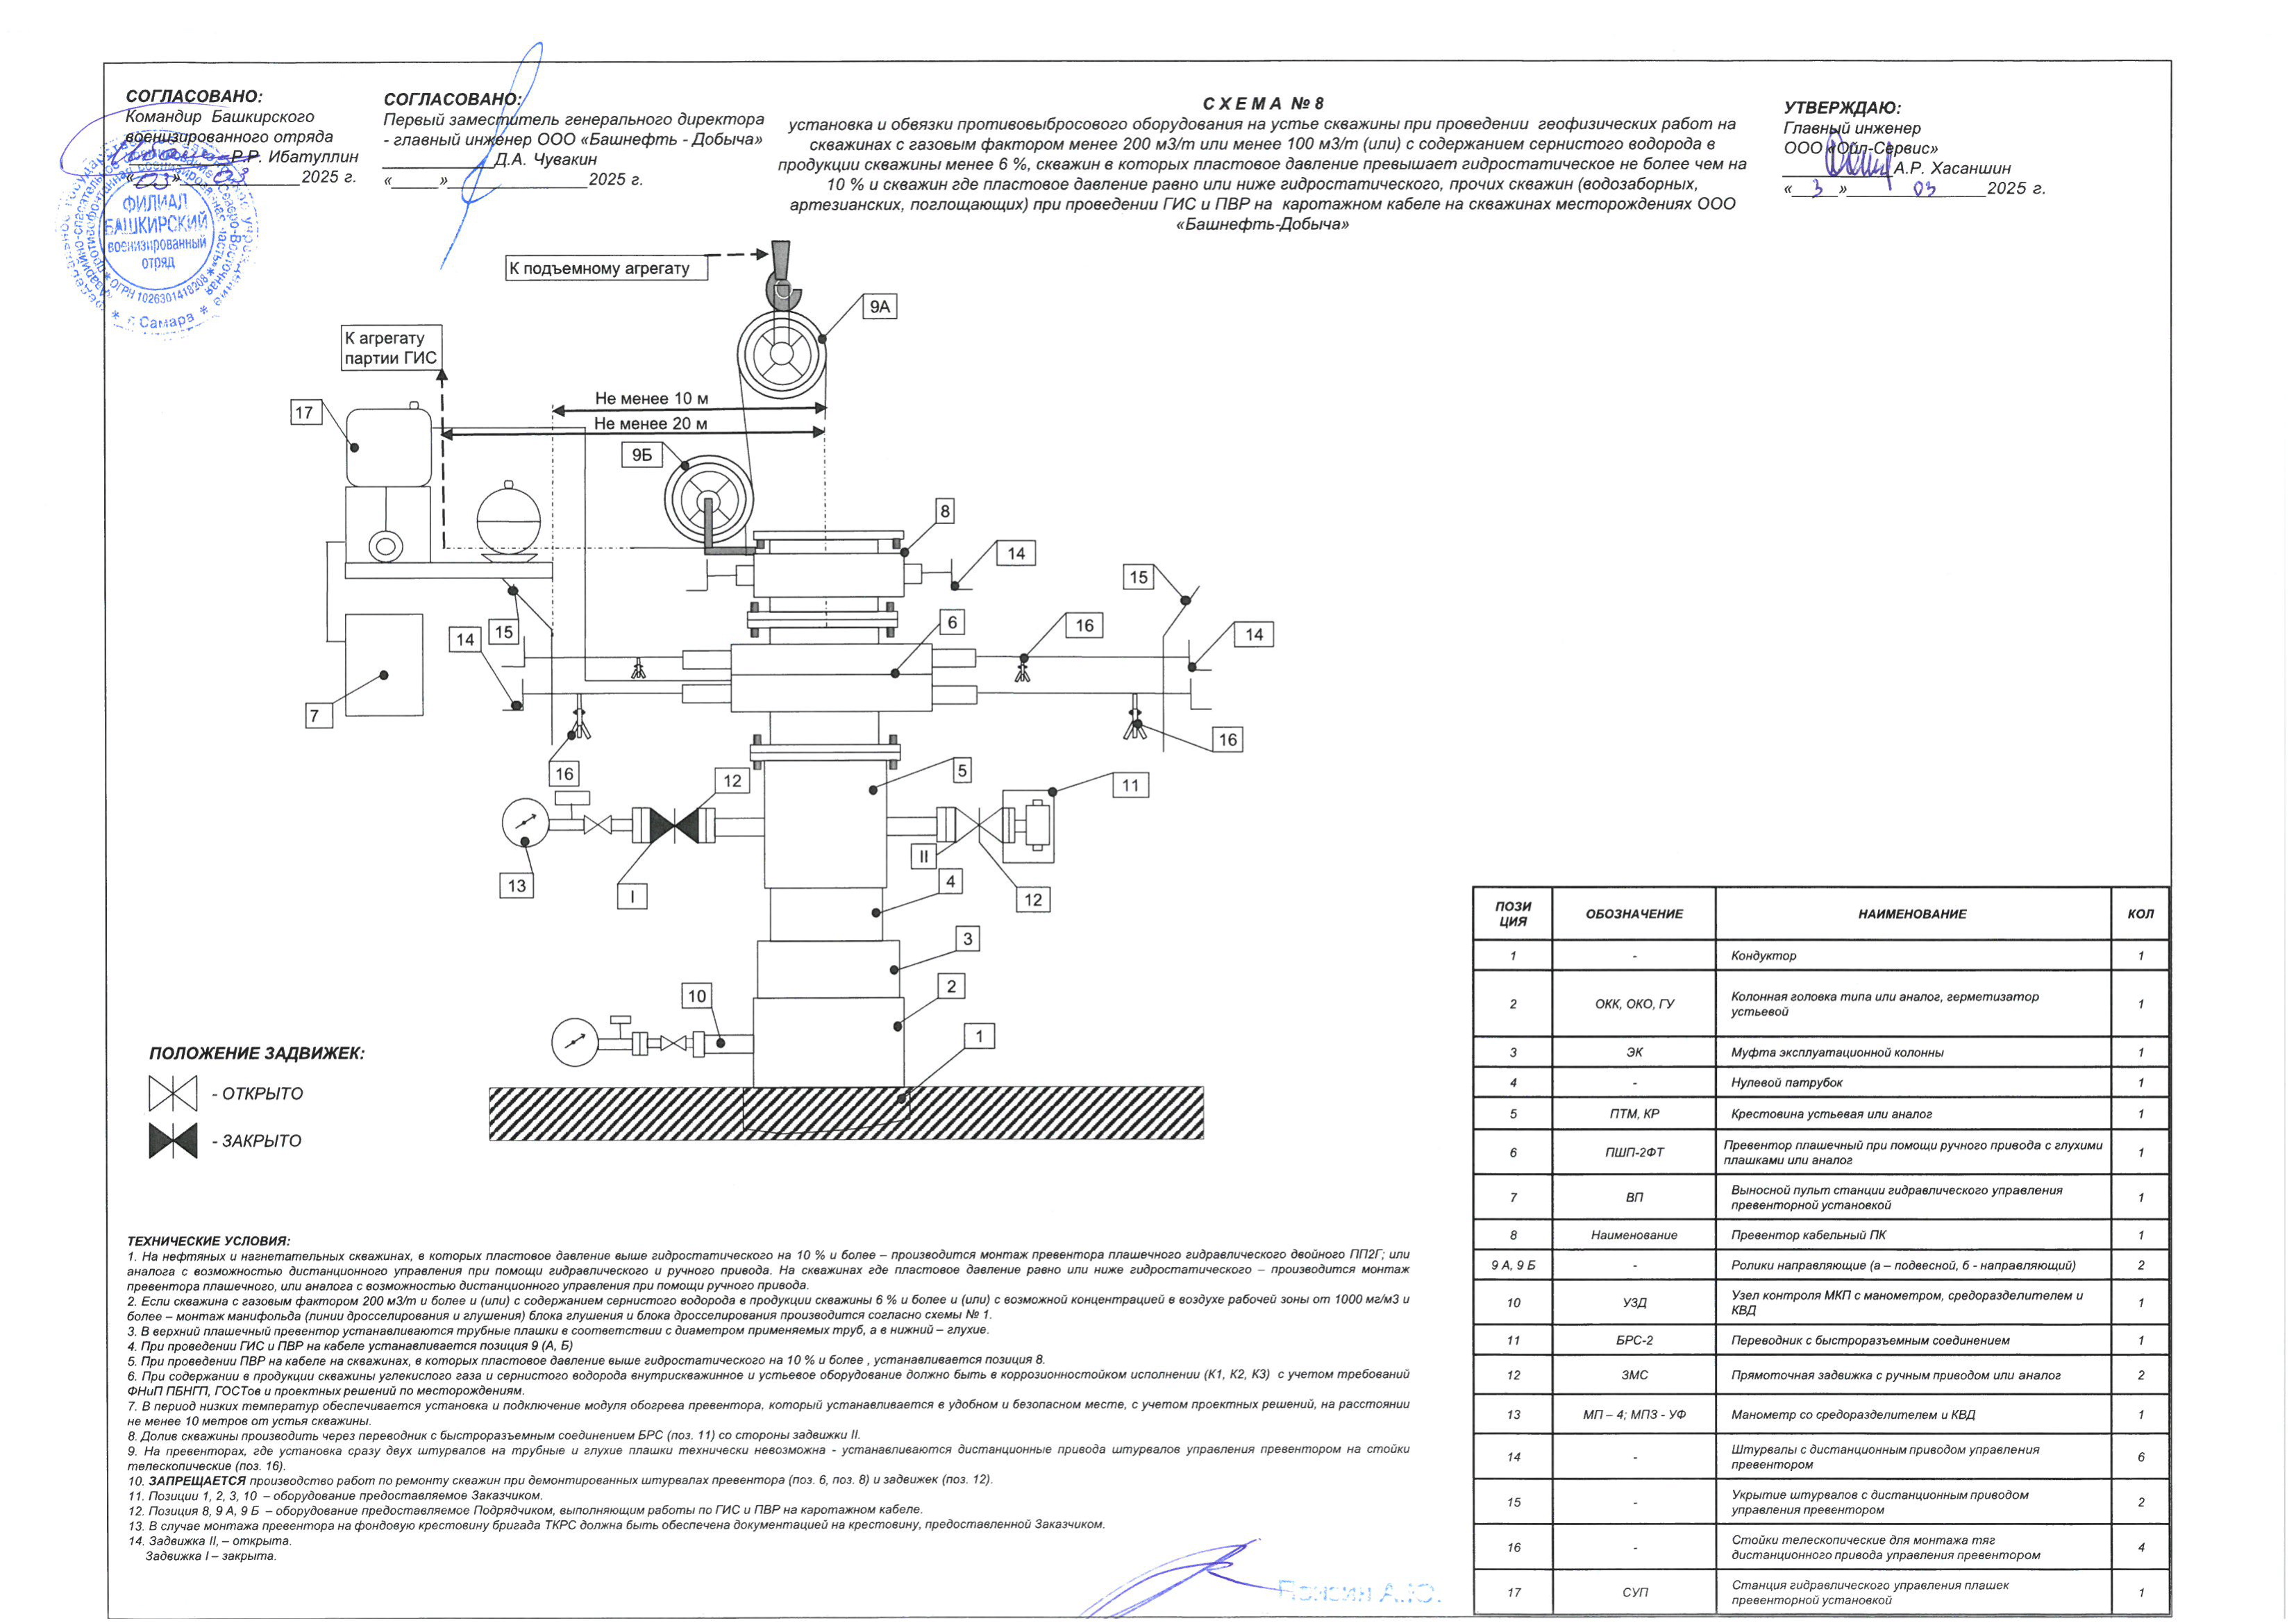 СОГЛАСОВАНО:
Командир Башкирского
военизированного отряда
Р.Р. Ибатуллин
«03» 03 2025 г.
ФИЛИАЛ
БАШКИРСКИЙ
военизированный
отряд
* ОГРН 1026301418208 *
* г. Самара *
СОГЛАСОВАНО:
Первый заместитель генерального директора
- главный инженер ООО «Башнефть - Добыча»
Д.А. Чувакин
«_____»_______________2025 г.
С Х Е М А № 8
установка и обвязки противовыбросового оборудования на устье скважины при проведении геофизических работ на
скважинах с газовым фактором менее 200 м3/т или менее 100 м3/т (или) с содержанием сернистого водорода в
продукции скважины менее 6 %, скважин в которых пластовое давление превышает гидростатическое не более чем на
10 % и скважин где пластовое давление равно или ниже гидростатического, прочих скважин (водозаборных,
артезианских, поглощающих) при проведении ГИС и ПВР на каротажном кабеле на скважинах месторождениях ООО
«Башнефть-Добыча»
УТВЕРЖДАЮ:
Главный инженер
ООО «Ойл-Сервис»
А.Р. Хасаншин
« 3 » 03 2025 г.
К подъемному агрегату
9А
К агрегату
партии ГИС
17
Не менее 10 м
Не менее 20 м
9Б
8
14
15
6
16
14
15
14
7
16
16
12
5
11
II
13
I
4
12
3
10
2
1
ПОЛОЖЕНИЕ ЗАДВИЖЕК:
- ОТКРЫТО
- ЗАКРЫТО
ПОЗИ
ЦИЯ ОБОЗНАЧЕНИЕ НАИМЕНОВАНИЕ КОЛ
1 - Кондуктор 1
2 ОКК, ОКО, ГУ Колонная головка типа или аналог, герметизатор
устьевой 1
3 ЭК Муфта эксплуатационной колонны 1
4 - Нулевой патрубок 1
5 ПТМ, КР Крестовина устьевая или аналог 1
6 ПШП-2ФТ Превентор плашечный при помощи ручного привода с глухими
плашками или аналог 1
7 ВП Выносной пульт станции гидравлического управления
превенторной установкой 1
8 Наименование Превентор кабельный ПК 1
9 А, 9 Б - Ролики направляющие (а – подвесной, б - направляющий) 2
10 УЗД Узел контроля МКП с манометром, средоразделителем и
КВД 1
11 БРС-2 Переводник с быстроразъемным соединением 1
12 ЗМС Прямоточная задвижка с ручным приводом или аналог 2
13 МП – 4; МПЗ - УФ Манометр со средоразделителем и КВД 1
14 - Штурвалы с дистанционным приводом управления
превентором 6
15 - Укрытие штурвалов с дистанционным приводом
управления превентором 2
16 - Стойки телескопические для монтажа тяг
дистанционного привода управления превентором 4
17 СУП Станция гидравлического управления плашек
превенторной установкой 1
ТЕХНИЧЕСКИЕ УСЛОВИЯ:
1. На нефтяных и нагнетательных скважинах, в которых пластовое давление выше гидростатического на 10 % и более – производится монтаж превентора плашечного гидравлического двойного ПП2Г; или
аналога с возможностью дистанционного управления при помощи гидравлического и ручного привода. На скважинах где пластовое давление равно или ниже гидростатического – производится монтаж
превентора плашечного, или аналога с возможностью дистанционного управления при помощи ручного привода.
2. Если скважина с газовым фактором 200 м3/т и более и (или) с содержанием сернистого водорода в продукции скважины 6 % и более и (или) с возможной концентрацией в воздухе рабочей зоны от 1000 мг/м3 и
более – монтаж манифольда (линии дросселирования и глушения) блока глушения и блока дросселирования производится согласно схемы № 1.
3. В верхний плашечный превентор устанавливаются трубные плашки в соответствии с диаметром применяемых труб, а в нижний – глухие.
4. При проведении ГИС и ПВР на кабеле устанавливается позиция 9 (А, Б)
5. При проведении ПВР на кабеле на скважинах, в которых пластовое давление выше гидростатического на 10 % и более , устанавливается позиция 8.
6. При содержании в продукции скважины углекислого газа и сернистого водорода внутрискважинное и устьевое оборудование должно быть в коррозионностойком исполнении (К1, К2, К3) с учетом требований
ФНиП ПБНГП, ГОСТов и проектных решений по месторождениям.
7. В период низких температур обеспечивается установка и подключение модуля обогрева превентора, который устанавливается в удобном и безопасном месте, с учетом проектных решений, на расстоянии
не менее 10 метров от устья скважины.
8. Долив скважины производить через переводник с быстроразъемным соединением БРС (поз. 11) со стороны задвижки II.
9. На превенторах, где установка сразу двух штурвалов на трубные и глухие плашки технически невозможна - устанавливаются дистанционные привода штурвалов управления превентором на стойки
телескопические (поз. 16).
10. ЗАПРЕЩАЕТСЯ производство работ по ремонту скважин при демонтированных штурвалах превентора (поз. 6, поз. 8) и задвижек (поз. 12).
11. Позиции 1, 2, 3, 10 – оборудование предоставляемое Заказчиком.
12. Позиция 8, 9 А, 9 Б – оборудование предоставляемое Подрядчиком, выполняющим работы по ГИС и ПВР на каротажном кабеле.
13. В случае монтажа превентора на фондовую крестовину бригада ТКРС должна быть обеспечена документацией на крестовину, предоставленной Заказчиком.
14. Задвижка II, – открыта.
Задвижка I – закрыта.